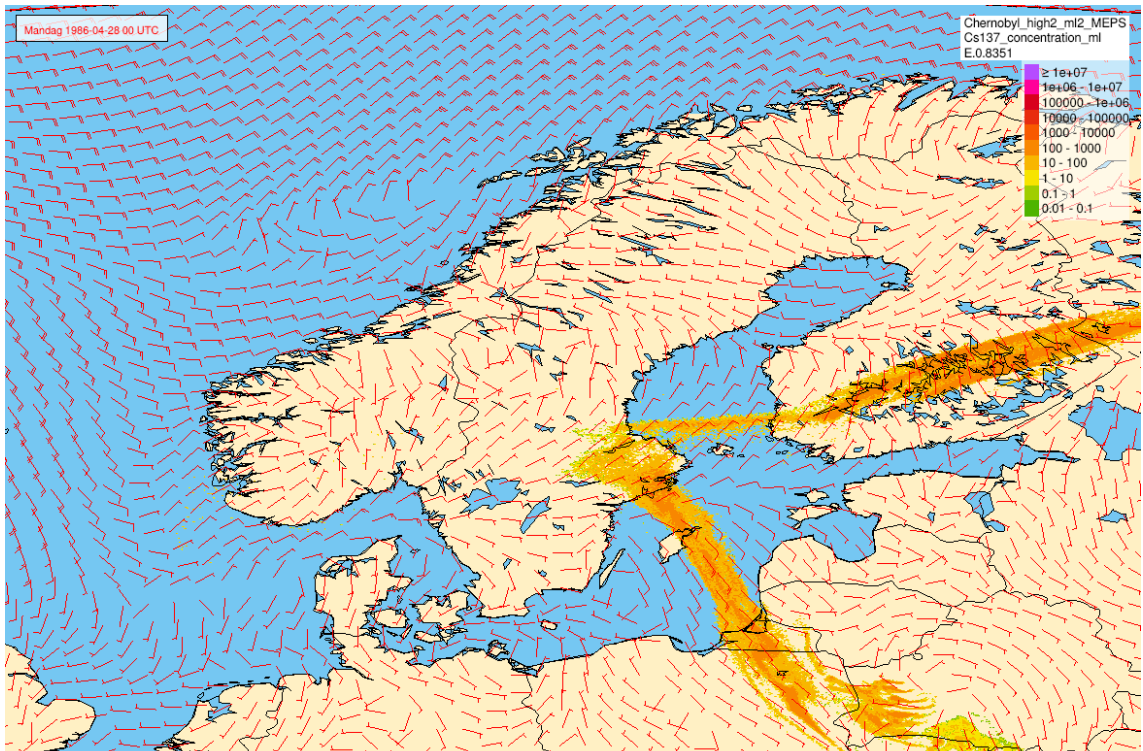 Mandag 1986-04-28 00 UTC
Chernobyl_high2_ml2_MEPS
Cs137_concentration_ml
E.0.8351
≥ 1e+07
1e+06 - 1e+07
100000 - 1e+06
10000 - 100000
1000 - 10000
100 - 1000
10 - 100
1 - 10
0.1 - 1
0.01 - 0.1